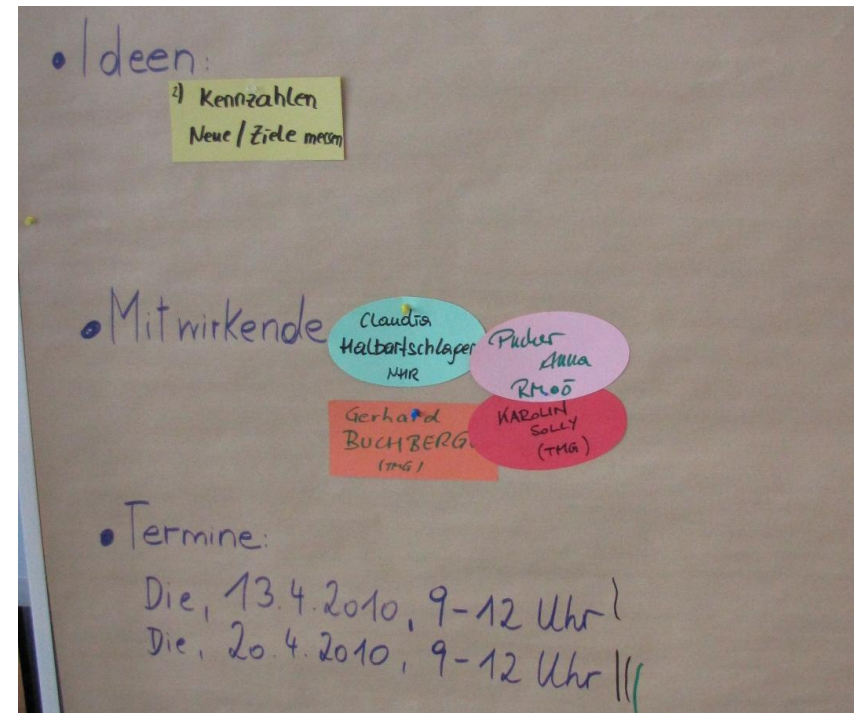 • Ideen:
2) Kennzahlen
Neue / Ziele messen
• Mitwirkende
Claudia
Halbartschlager
NHR
Pucher
Anna
RMOÖ
Gerhard
BUCHBERG
(TMG)
KAROLIN
SOLLY
(TMG)
• Termine:
Die, 13.4.2010, 9-12 Uhr |
Die, 20.4.2010, 9-12 Uhr |||